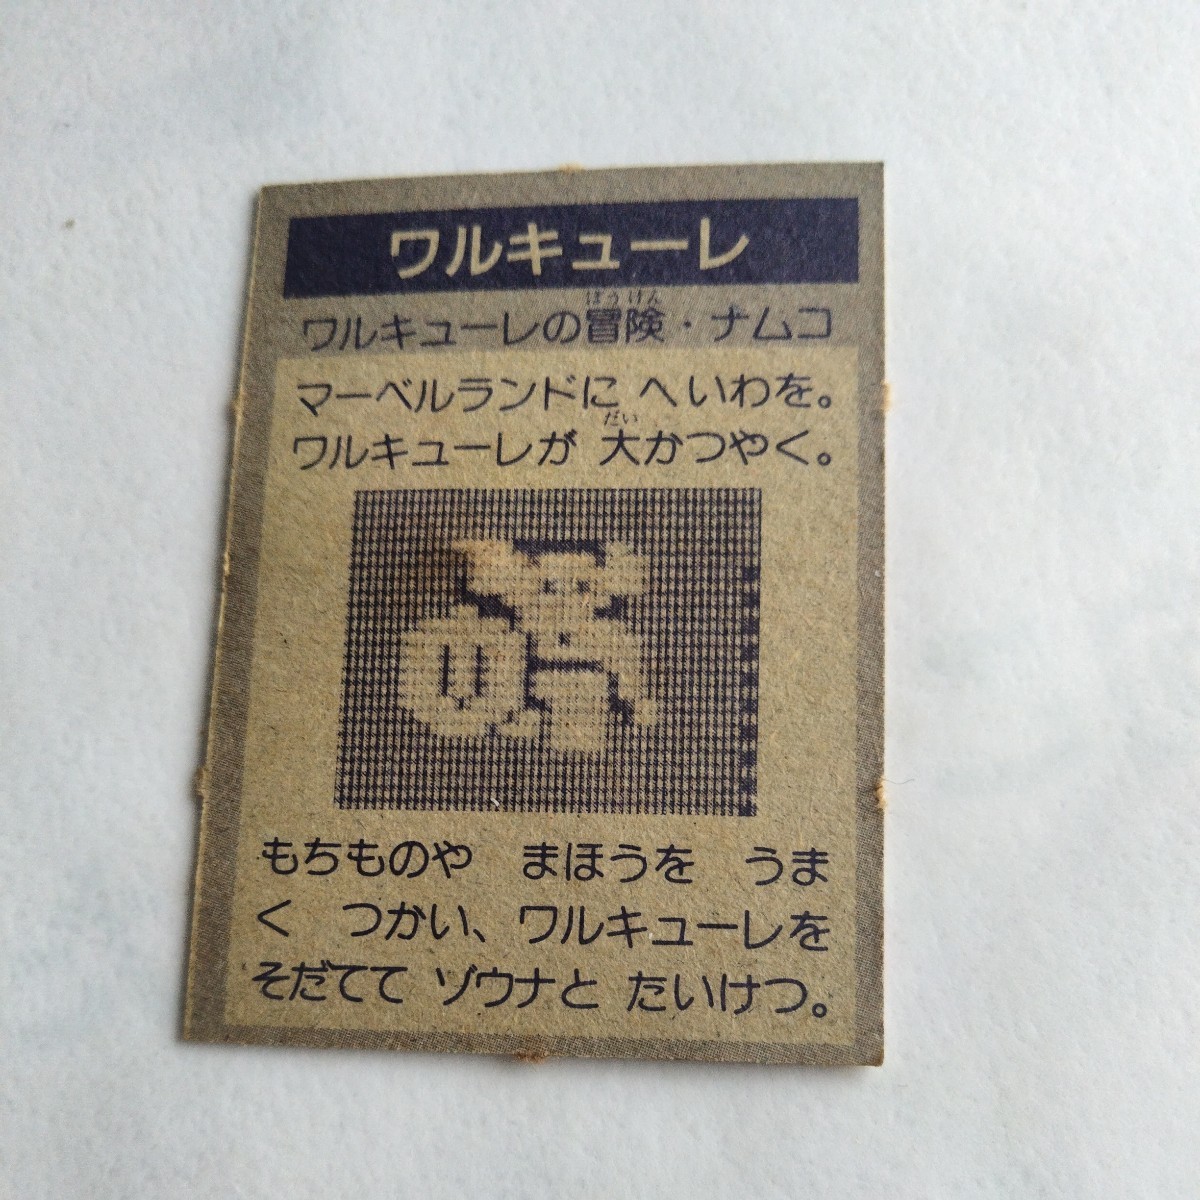 ワルキューレ
ワルキューレの冒険・ナムコ
ぼうけん
マーベルランドに へいわを。
ワルキューレが 大かつやく。
だい
もちものや まほうを うま
く つかい、ワルキューレを
そだてて ゾウナと たいけつ。